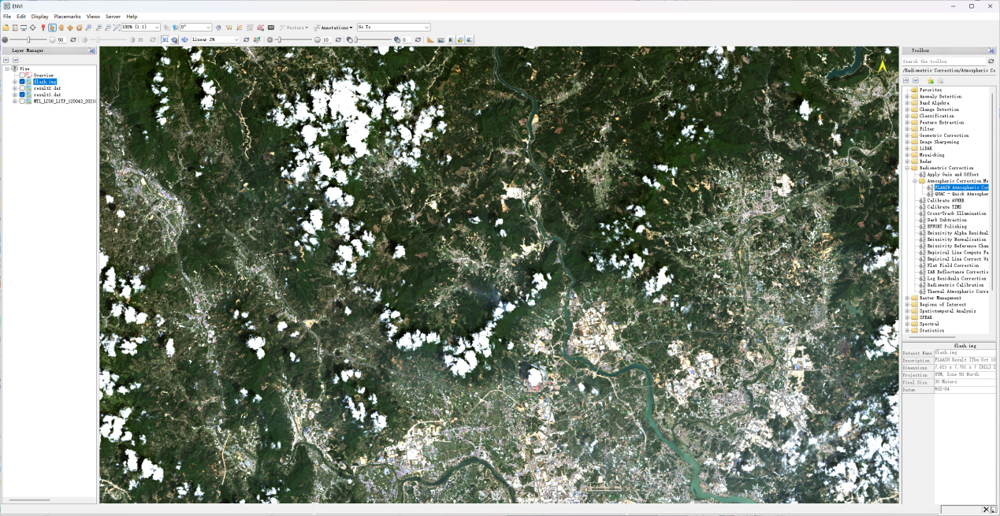 ENVI
File Edit Display Placemarks Views Server Help
100% (1:1)
0°
Vectors
Annotations
Go To
50
20
Linear 2%
10
0
Layer Manager
View
Overview
flash.img
result2.dat
result1.dat
MTL_LC08_L1TP_120043_2021
N
Toolbox
Search the toolbox
/Radiometric Correction/Atmospheric Co
Favorites
Anomaly Detection
Band Algebra
Change Detection
Classification
Feature Extraction
Filter
Geometric Correction
Image Sharpening
LiDAR
Mosaicking
Radar
Radiometric Correction
Apply Gain and Offset
Atmospheric Correction Mo
FLAASH Atmospheric Cor
QUAC - Quick Atmospher
Calibrate AVHRR
Calibrate TIMS
Cross-Track Illumination
Dark Subtraction
EFFORT Polishing
Emissivity Alpha Residual
Emissivity Normalization
Emissivity Reference Chan
Empirical Line Compute Fa
Empirical Line Correct Us
Flat Field Correction
IAR Reflectance Correctio
Log Residuals Correction
Radiometric Calibration
Thermal Atmospheric Corre
Raster Management
Regions of Interest
Spatiotemporal Analysis
SPEAR
Spectral
Statistics
flash.img
Dataset Name flash.img
Description FLAASH Result [Thu Oct 10
Dimensions 7,621 x 7,761 x 7 [BIL]
Projection UTM, Zone 50 North
Pixel Size 30 Meters
Datum WGS-84